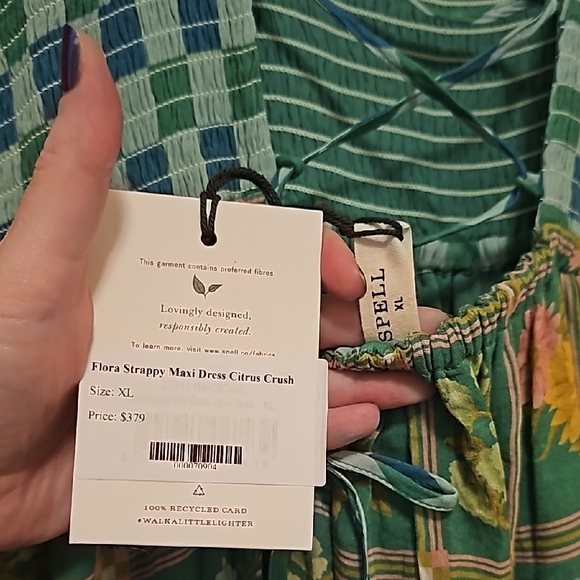 This garment contains preferred fibres.
Lovingly designed,
responsibly created.
To learn more, visit www.spell.co/fabrics
Flora Strappy Maxi Dress Citrus Crush
Size: XL
Price: $379
000070904
100% RECYCLED CARD
#WALKALITTLELIGHTER
SPELL
XL